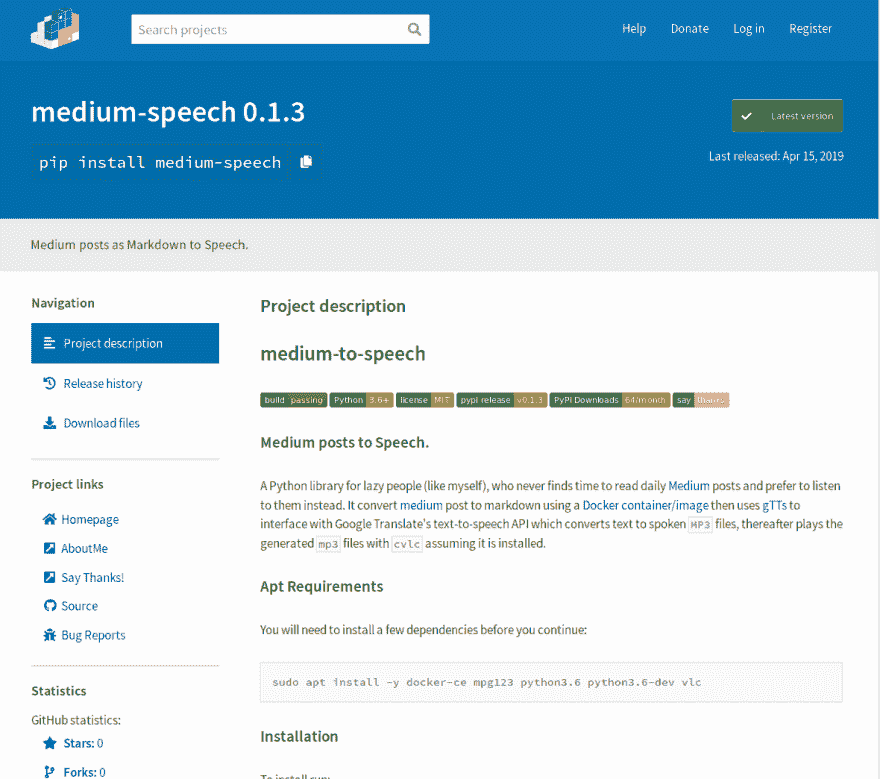 Search projects
Help
Donate
Log in
Register
medium-speech 0.1.3
pip install medium-speech
Latest version
Last released: Apr 15, 2019
Medium posts as Markdown to Speech.
Navigation
Project description
Release history
Download files
Project links
Homepage
AboutMe
Say Thanks!
Source
Bug Reports
Statistics
GitHub statistics:
Stars: 0
Forks: 0
Project description
medium-to-speech
build passing Python 3.6+ license MIT pypi release v0.1.3 PyPI Downloads 64/month say thanks
Medium posts to Speech.
A Python library for lazy people (like myself), who never finds time to read daily Medium posts and prefer to listen
to them instead. It convert medium post to markdown using a Docker container/image then uses gTTs to
interface with Google Translate's text-to-speech API which converts text to spoken MP3 files, thereafter plays the
generated mp3 files with cvlc assuming it is installed.
Apt Requirements
You will need to install a few dependencies before you continue:
sudo apt install -y docker-ce mpg123 python3.6 python3.6-dev vlc
Installation
To install run: